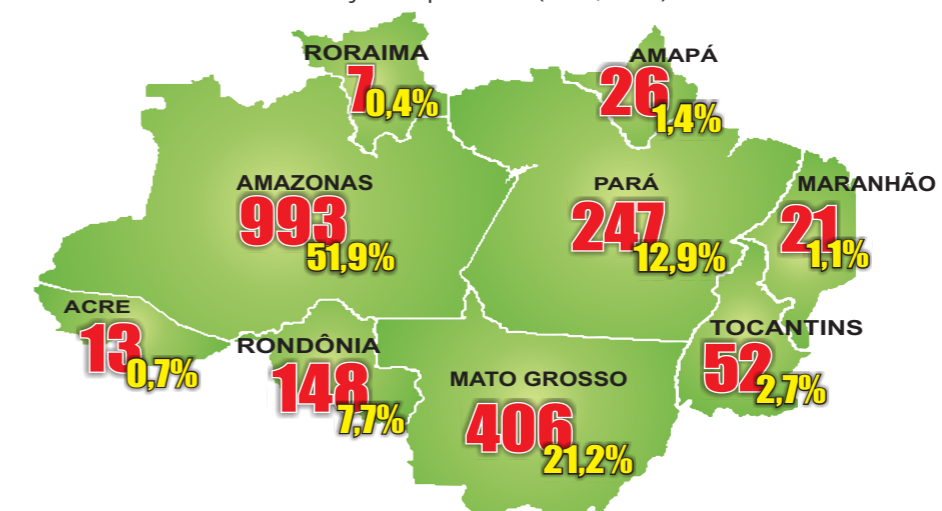 RORAIMA
7
0,4%
AMAPÁ
26
1,4%
AMAZONAS
993
51,9%
PARÁ
247
12,9%
MARANHÃO
21
1,1%
ACRE
13
0,7%
RONDÔNIA
148
7,7%
MATO GROSSO
406
21,2%
TOCANTINS
52
2,7%